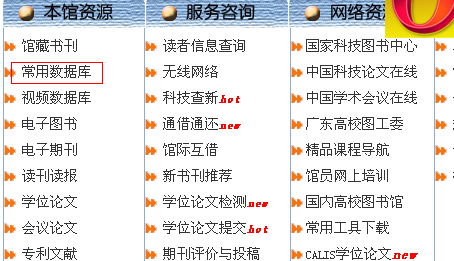 本馆资源
馆藏书刊
常用数据库
视频数据库
电子图书
电子期刊
读刊读报
学位论文
会议论文
专利文献
服务咨询
读者信息查询
无线网络
科技查新hot
通借通还new
馆际互借
新书刊推荐
学位论文检测new
学位论文提交hot
期刊评价与投稿
网络资
国家科技图书中心
中国科技论文在线
中国学术会议在线
广东高校图工委
精品课程导航
馆员网上培训
国内高校图书馆
常用工具下载
CALIS学位论文new